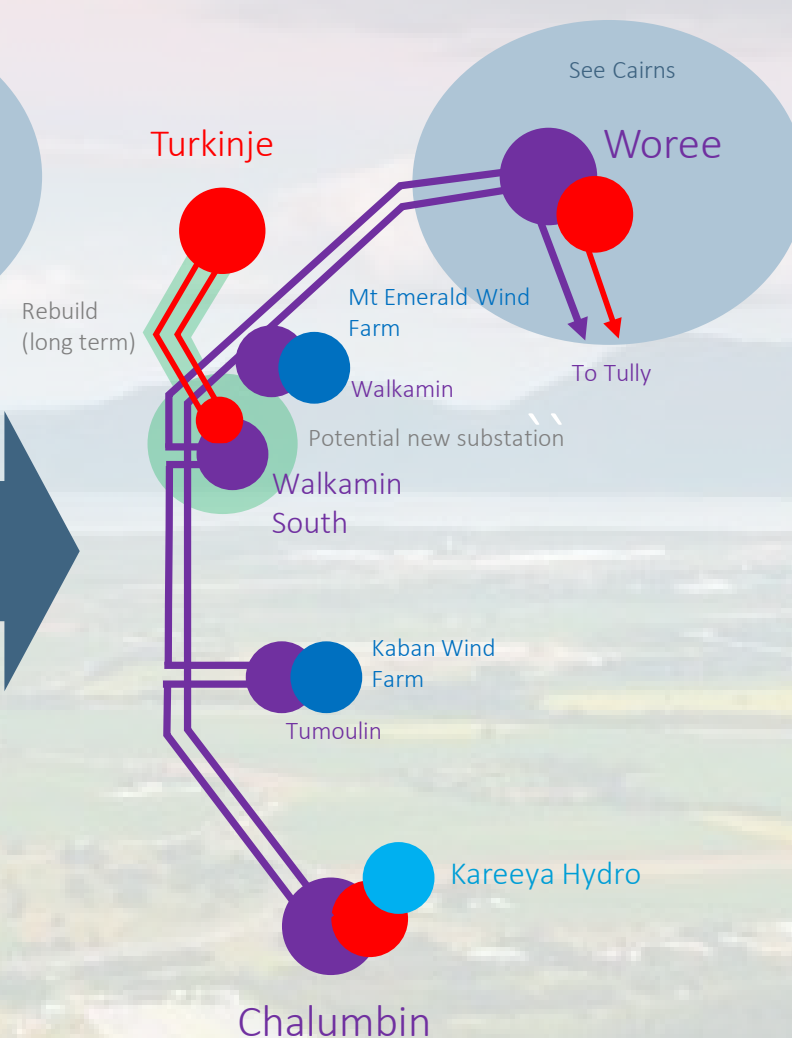 See Cairns
Turkinje
Woree
Rebuild
(long term)
Mt Emerald Wind
Farm
To Tully
Walkamin
Potential new substation
Walkamin
South
Kaban Wind
Farm
Tumoulin
Kareeya Hydro
Chalumbin